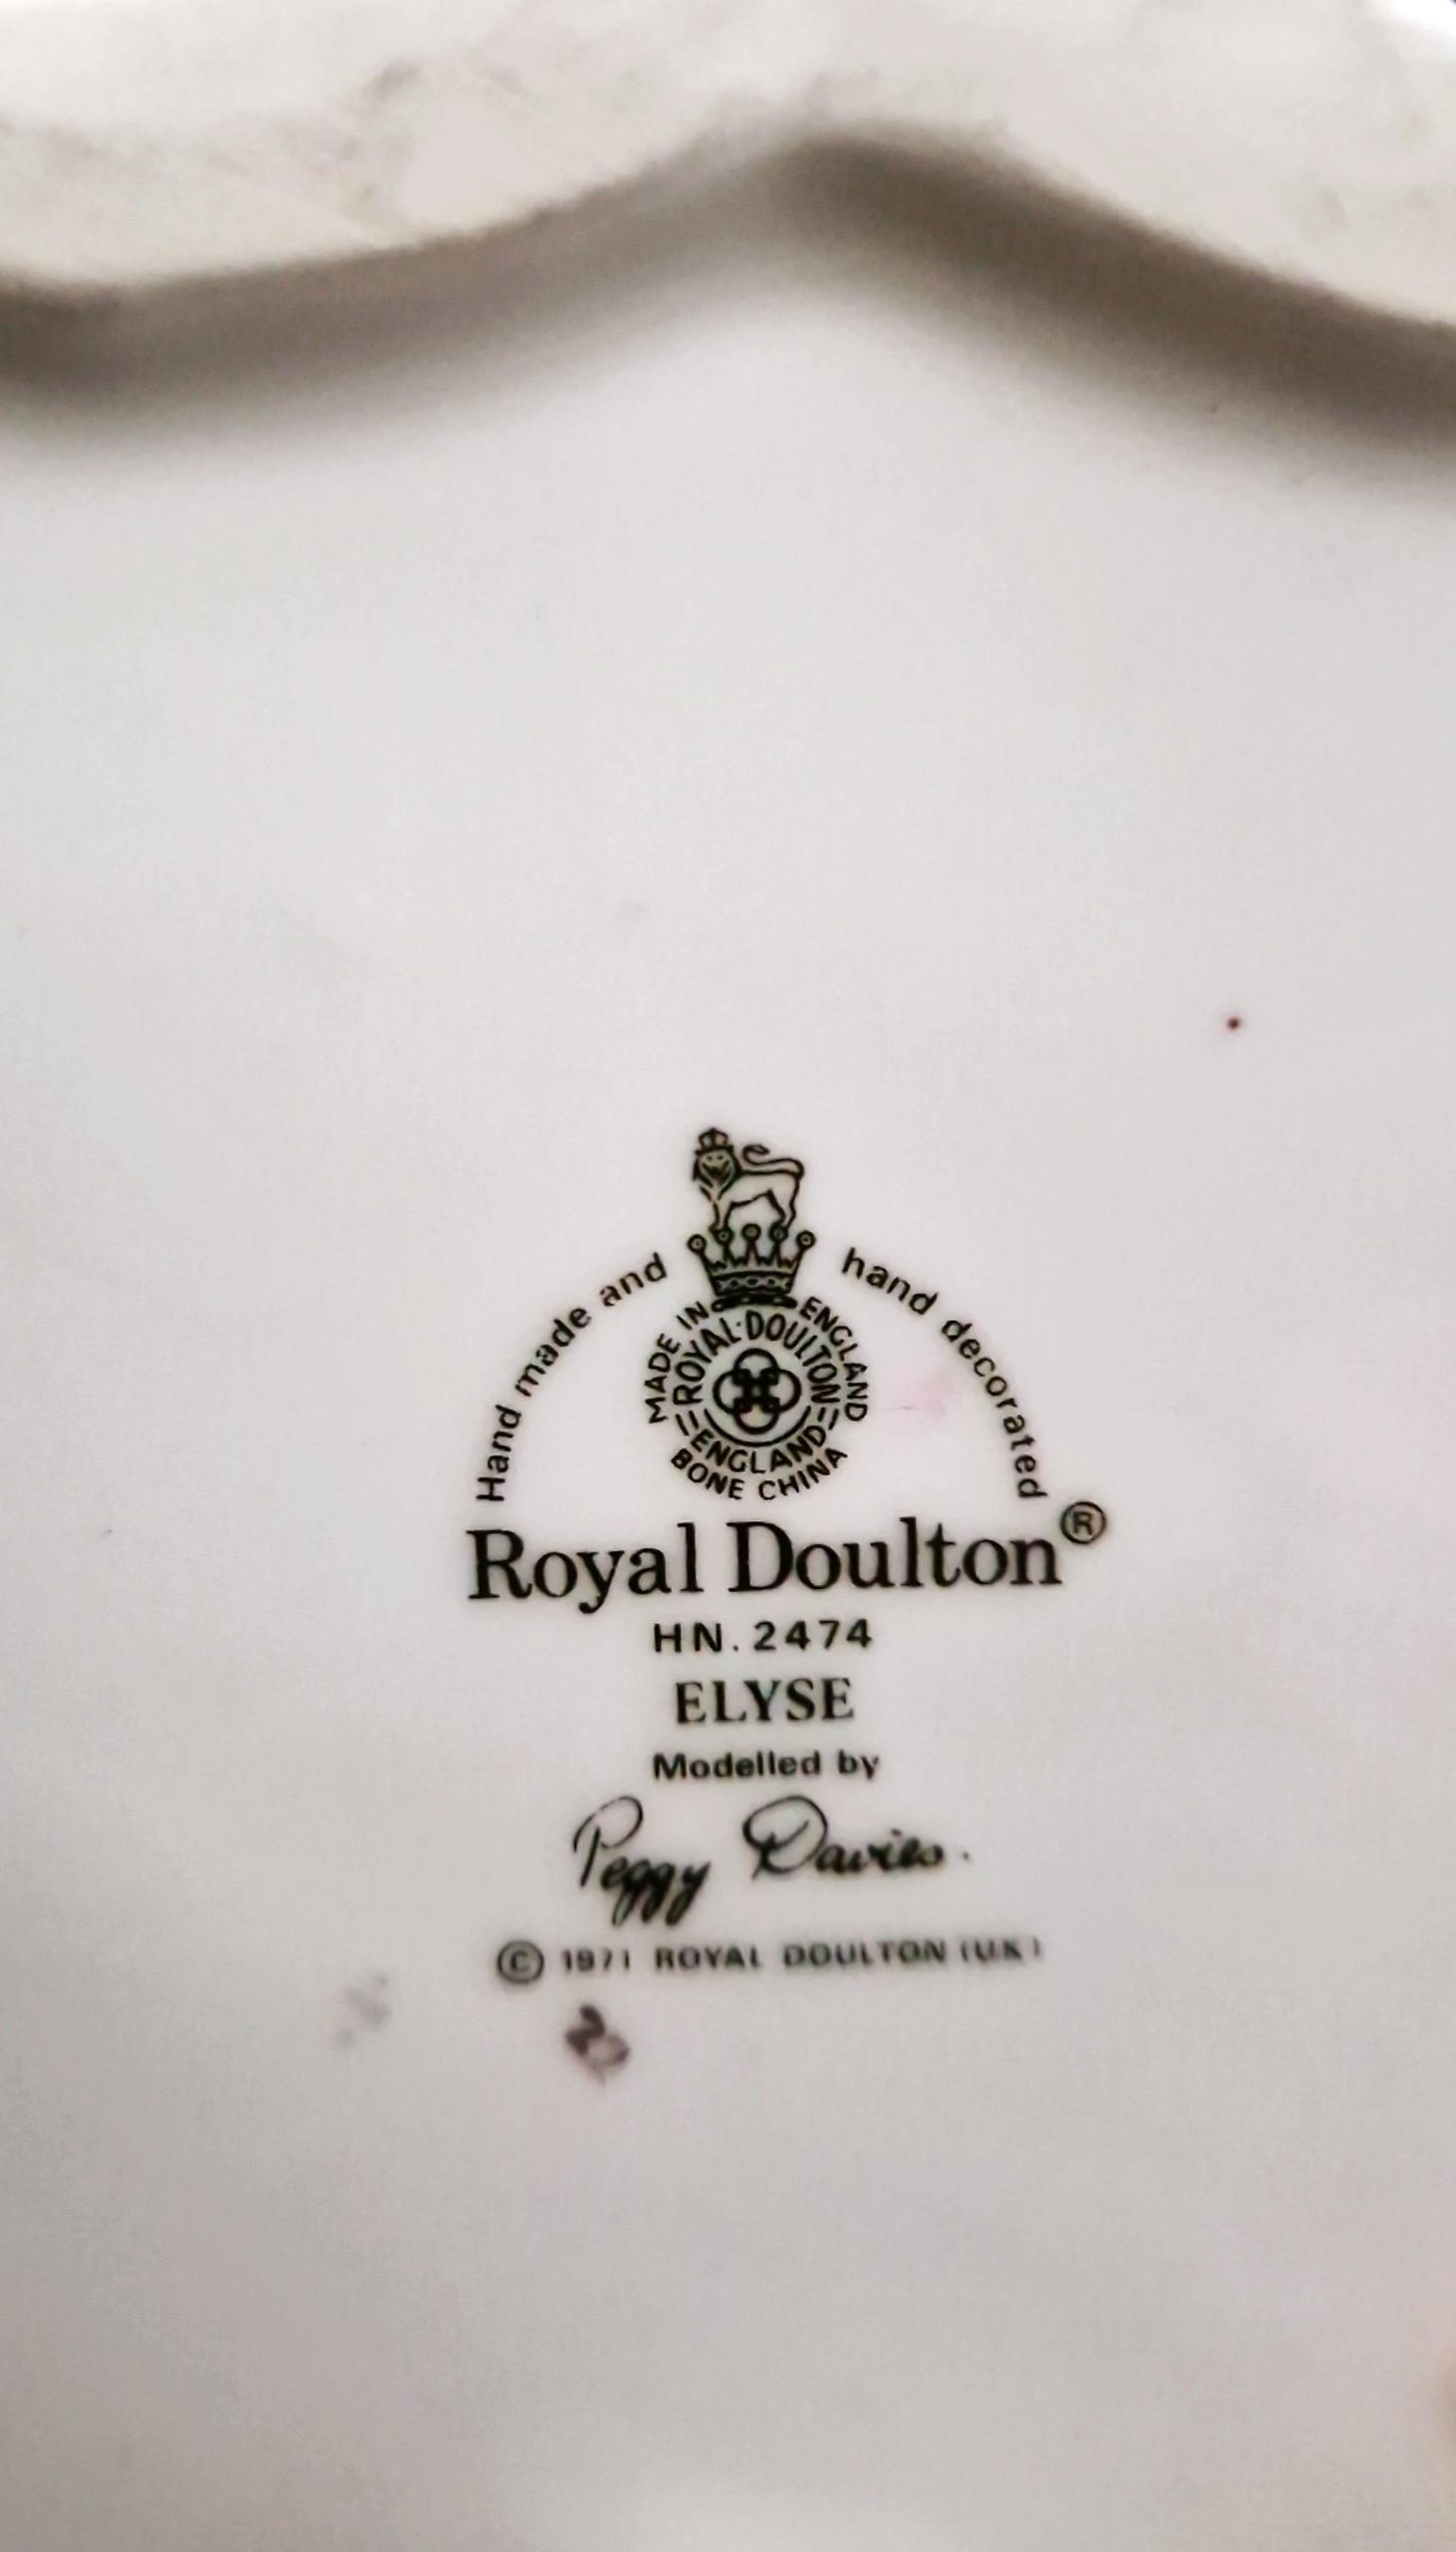 Hand made and hand decorated
MADE IN ENGLAND
ROYAL·DOULTON
ENGLAND
BONE CHINA
Royal Doulton®
HN.2474
ELYSE
Modelled by
Peggy Davies.
© 1971 ROYAL DOULTON (UK)